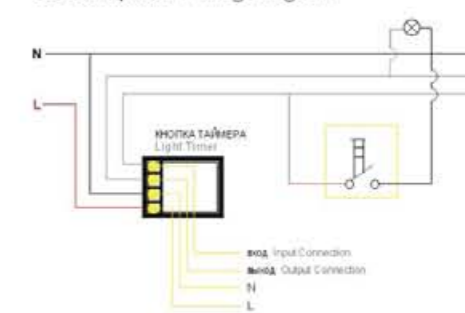 N
L
КНОПКА ТАЙМЕРА
Light Timer
вход Input Connection
выход Output Connection
N
L